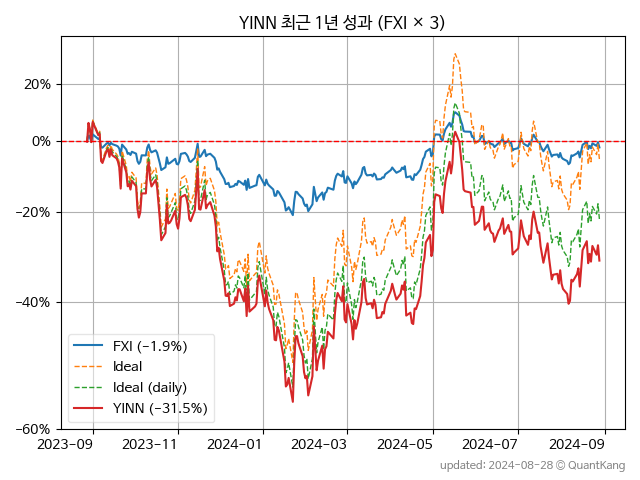 YINN 최근 1년 성과 (FXI × 3)
20%
0%
−20%
−40%
−60%
FXI (−1.9%)
Ideal
Ideal (daily)
YINN (−31.5%)
2023-09 2023-11 2024-01 2024-03 2024-05 2024-07 2024-09
updated: 2024-08-28 © QuantKang